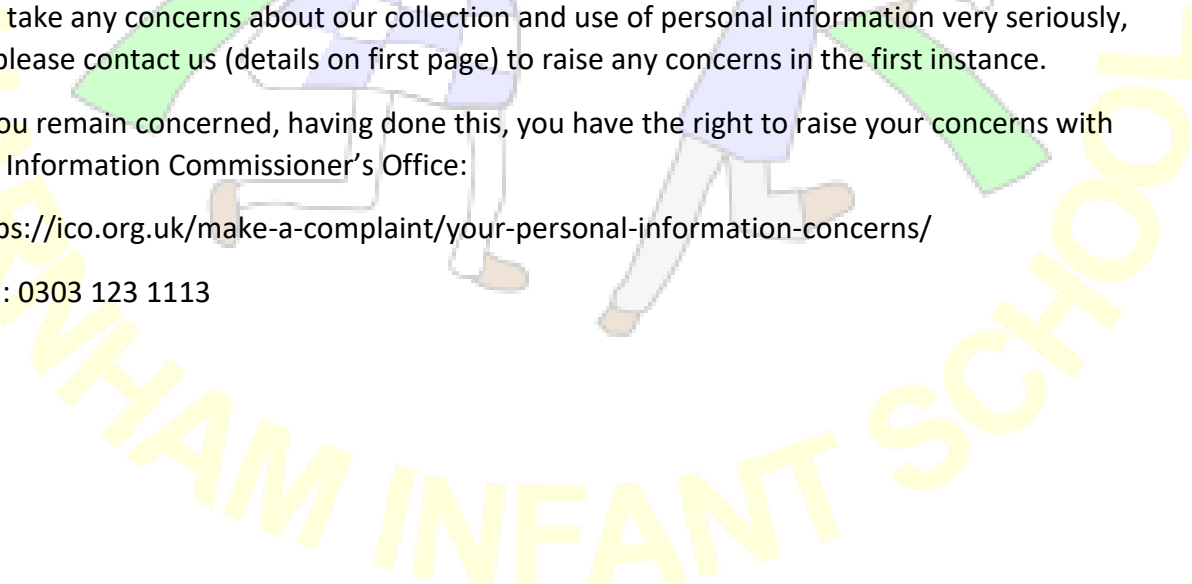 take any concerns about our collection and use of personal information very seriously,
please contact us (details on first page) to raise any concerns in the first instance.
ou remain concerned, having done this, you have the right to raise your concerns with
Information Commissioner’s Office:
ps://ico.org.uk/make-a-complaint/your-personal-information-concerns/
: 0303 123 1113
RNHAM INFANT SCHOOL